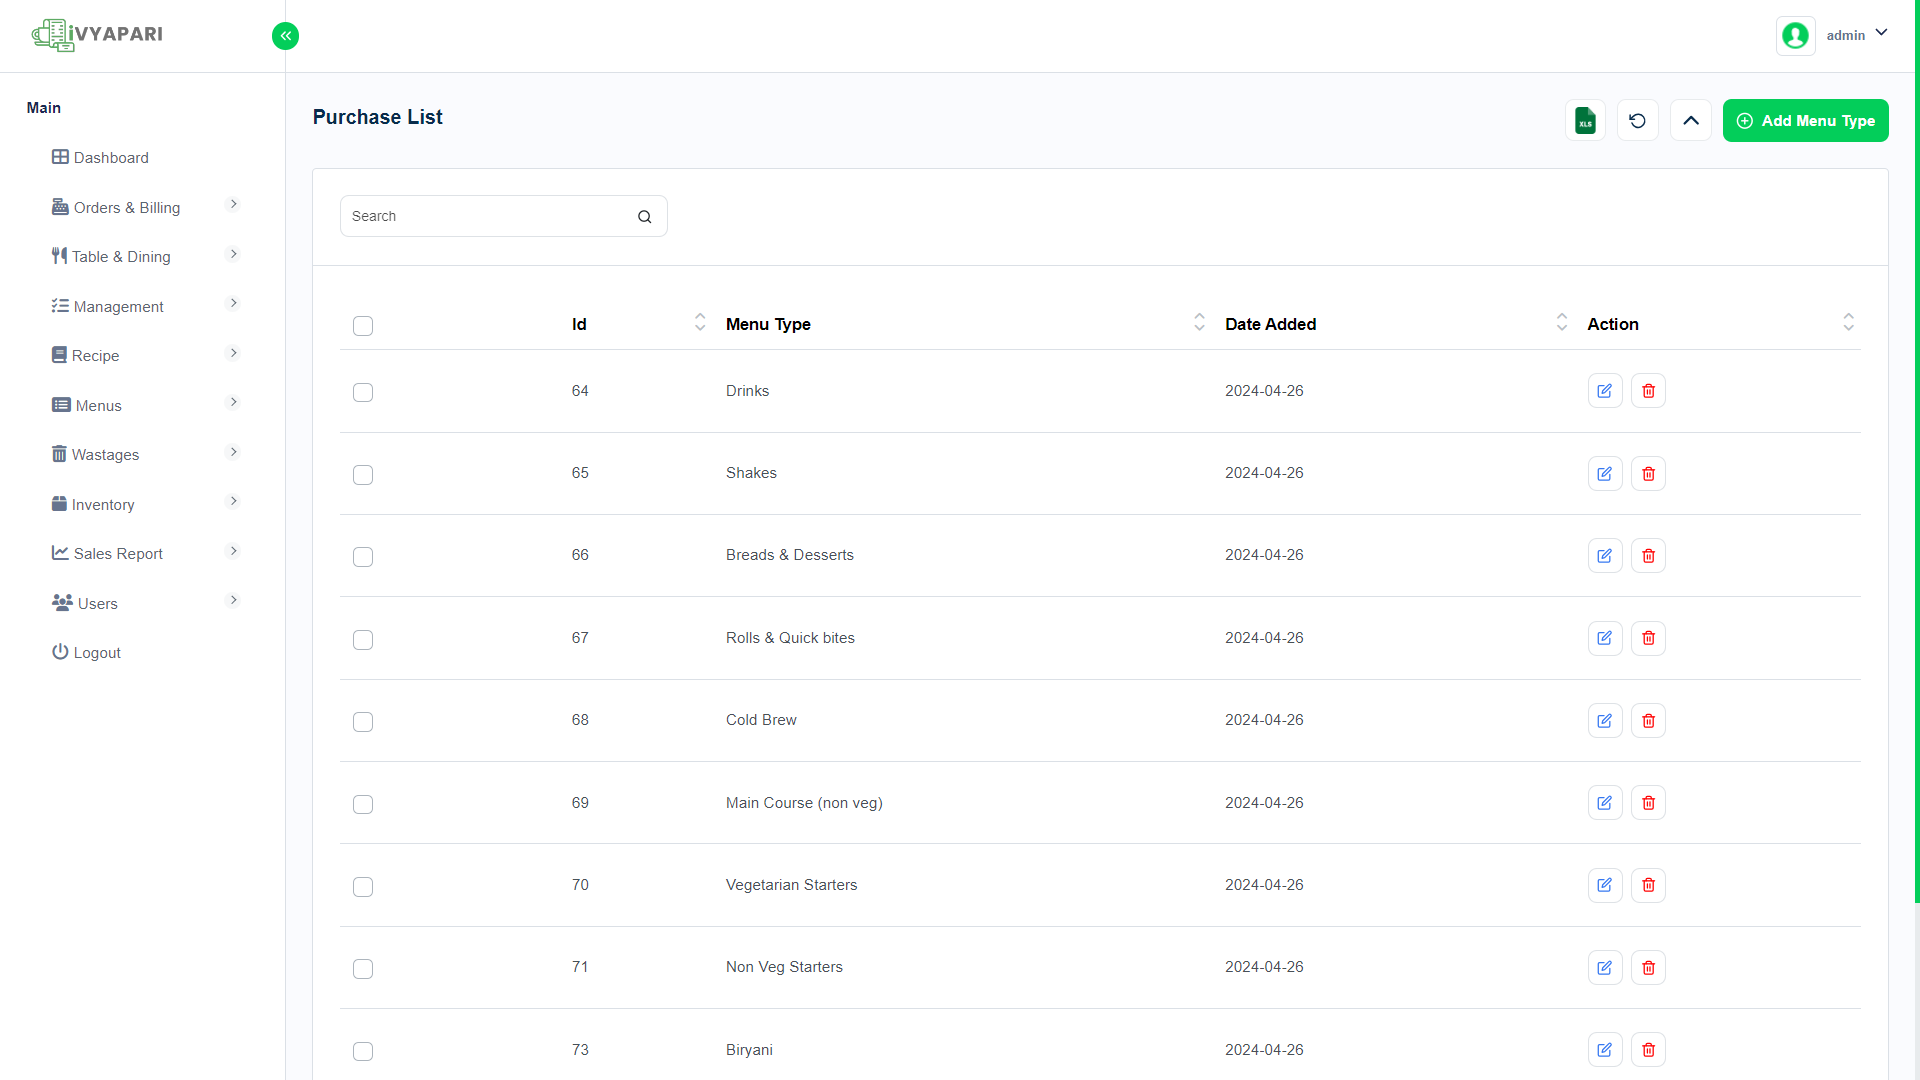 iVYAPARI
admin
Main
Dashboard
Orders & Billing
Table & Dining
Management
Recipe
Menus
Wastages
Inventory
Sales Report
Users
Logout
Purchase List
XLS
Add Menu Type
Search
Id Menu Type Date Added Action
64 Drinks 2024-04-26
65 Shakes 2024-04-26
66 Breads & Desserts 2024-04-26
67 Rolls & Quick bites 2024-04-26
68 Cold Brew 2024-04-26
69 Main Course (non veg) 2024-04-26
70 Vegetarian Starters 2024-04-26
71 Non Veg Starters 2024-04-26
73 Biryani 2024-04-26